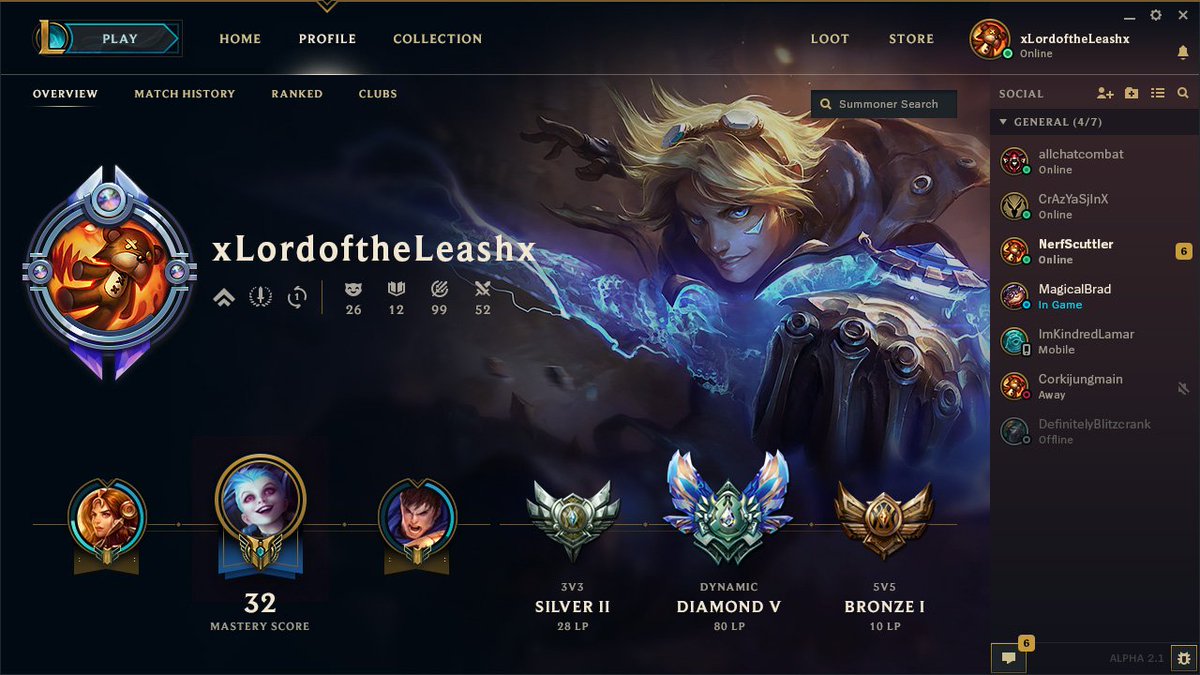 PLAY
HOME
PROFILE
COLLECTION
LOOT
STORE
xLordoftheLeashx
Online
OVERVIEW
MATCH HISTORY
RANKED
CLUBS
Summoner Search
SOCIAL
GENERAL (4/7)
allchatcombat
Online
CrAzYaSjInX
Online
NerfScuttler
Online
6
MagicalBrad
In Game
ImKindredLamar
Mobile
Corkijungmain
Away
DefinitelyBlitzcrank
Offline
xLordoftheLeashx
1
26
12
99
52
32
MASTERY SCORE
3V3
SILVER II
28 LP
DYNAMIC
DIAMOND V
80 LP
5V5
BRONZE I
10 LP
6
ALPHA 2.1